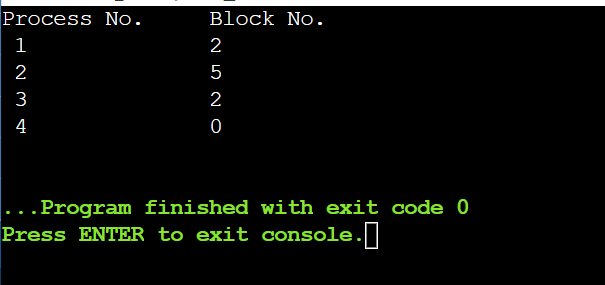 Process No. Block No.
1 2
2 5
3 2
4 0
...Program finished with exit code 0
Press ENTER to exit console.